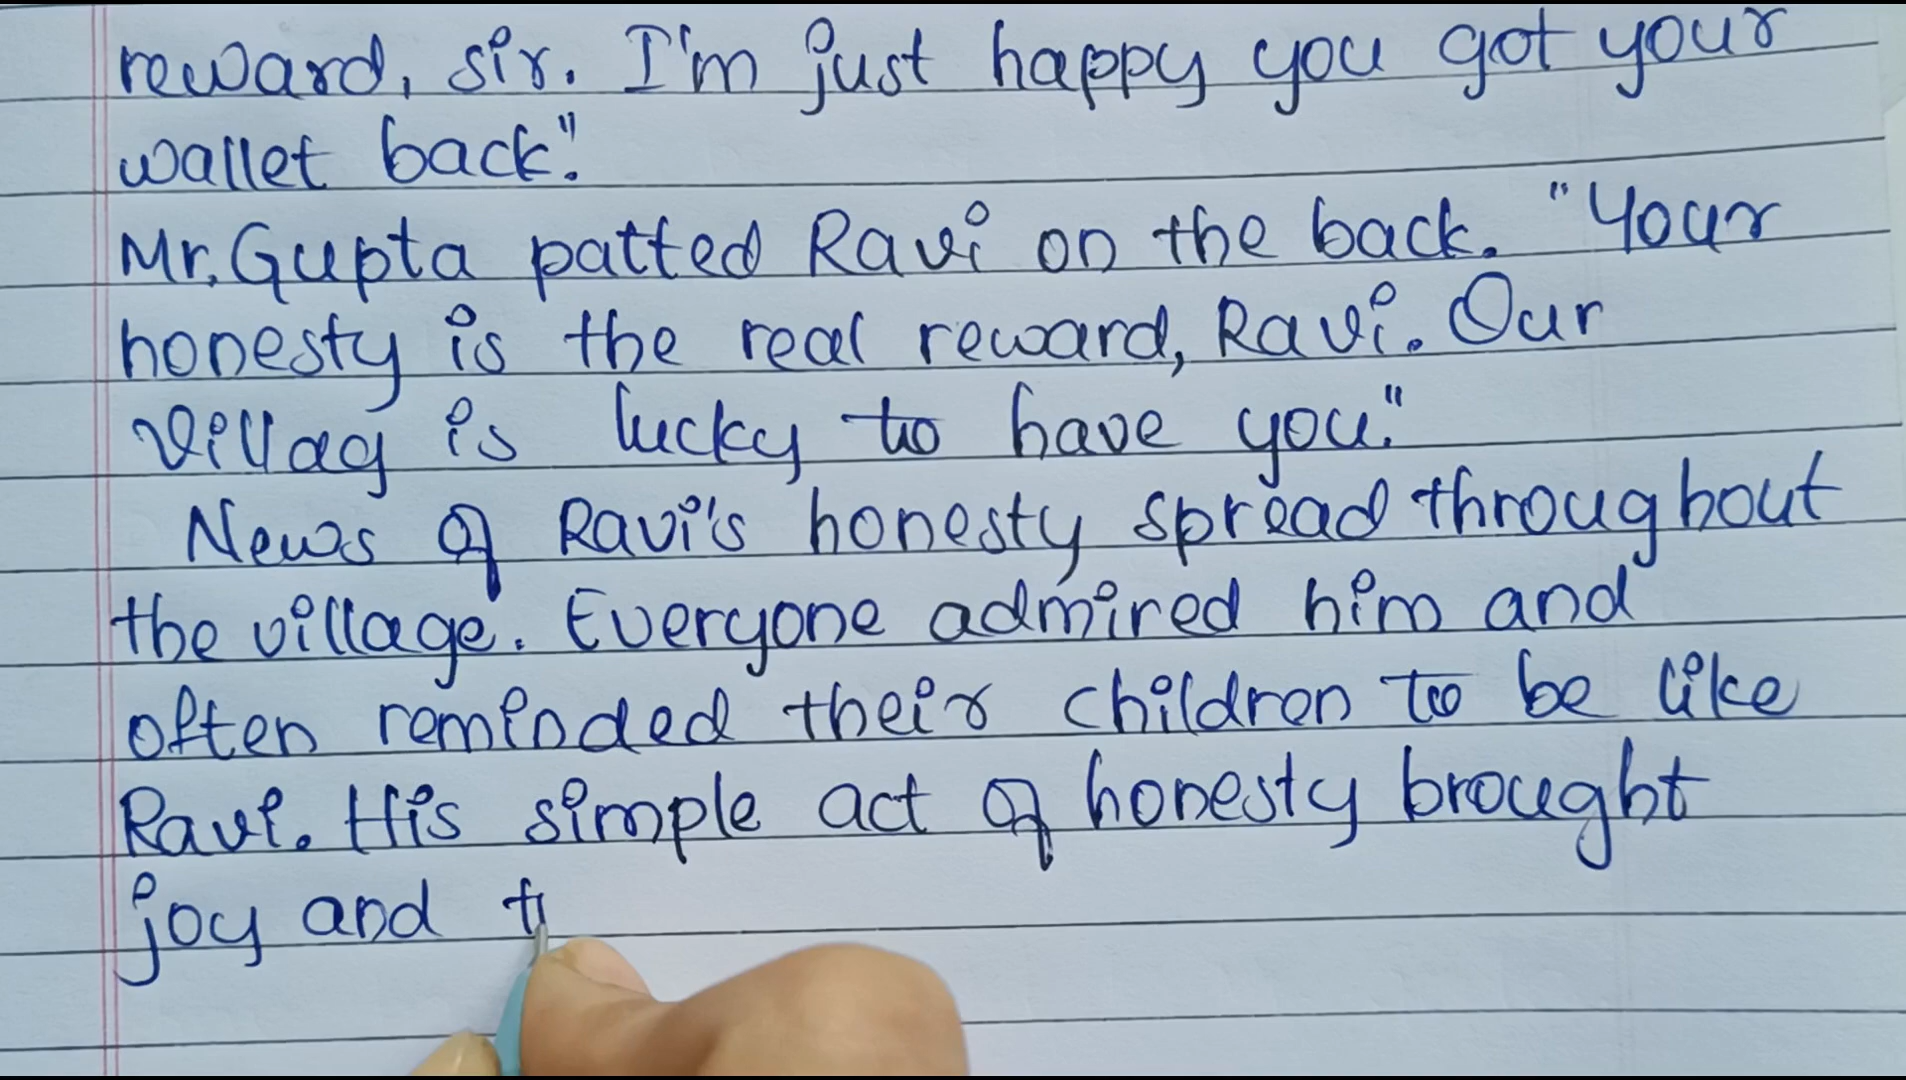 reward, sir. I'm just happy you got your
wallet back."
Mr. Gupta patted Ravi on the back. "Your
honesty is the real reward, Ravi. Our
villag is lucky to have you."
News of Ravi's honesty spread throughout
the village. Everyone admired him and
often reminded their children to be like
Ravi. His simple act of honesty brought
joy and